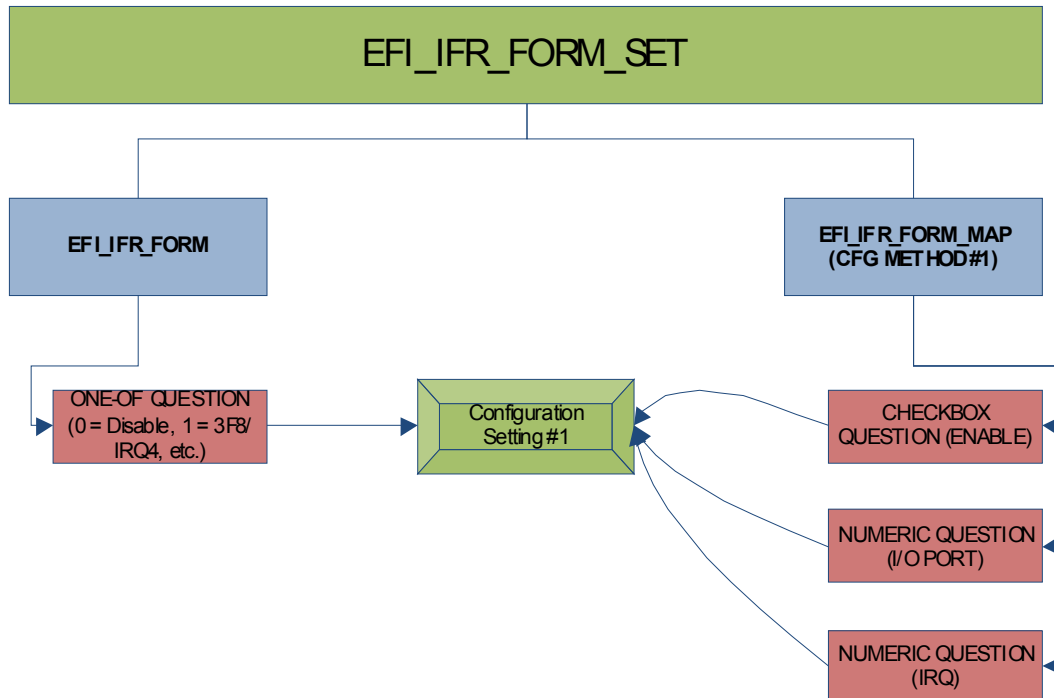 EFI_IFR_FORM_SET
EFI_IFR_FORM
EFI_IFR_FORM_MAP
(CFG METHOD #1)
ONE-OF QUESTION
(0 = Disable, 1 = 3F8/
IRQ4, etc.)
Configuration
Setting #1
CHECKBOX
QUESTION (ENABLE)
NUMERIC QUESTION
(I/O PORT)
NUMERIC QUESTION
(IRQ)